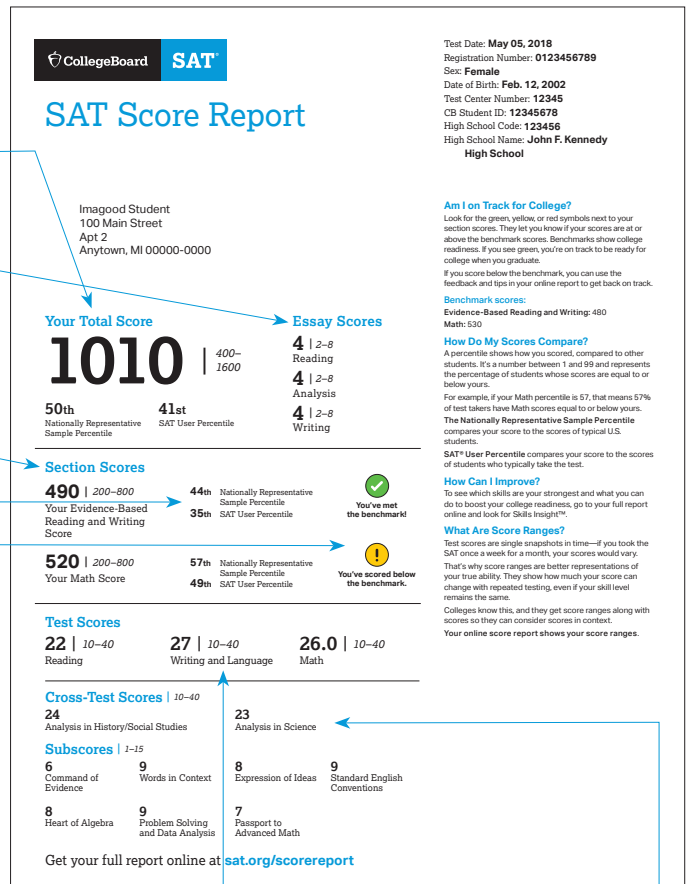 CollegeBoard SAT®
SAT Score Report
Test Date: May 05, 2018
Registration Number: 0123456789
Sex: Female
Date of Birth: Feb. 12, 2002
Test Center Number: 12345
CB Student ID: 12345678
High School Code: 123456
High School Name: John F. Kennedy
High School
Imagood Student
100 Main Street
Apt 2
Anytown, MI 00000-0000
Your Total Score
1010 | 400–
1600
50th
Nationally Representative
Sample Percentile
41st
SAT User Percentile
Essay Scores
4 | 2–8
Reading
4 | 2–8
Analysis
4 | 2–8
Writing
Section Scores
490 | 200–800
Your Evidence-Based
Reading and Writing
Score
44th Nationally Representative
Sample Percentile
35th SAT User Percentile
You've met
the benchmark!
520 | 200–800
Your Math Score
57th Nationally Representative
Sample Percentile
49th SAT User Percentile
!
You've scored below
the benchmark.
Test Scores
22 | 10–40
Reading
27 | 10–40
Writing and Language
26.0 | 10–40
Math
Cross-Test Scores | 10–40
24
Analysis in History/Social Studies
23
Analysis in Science
Subscores | 1–15
6
Command of
Evidence
9
Words in Context
8
Expression of Ideas
9
Standard English
Conventions
8
Heart of Algebra
9
Problem Solving
and Data Analysis
7
Passport to
Advanced Math
Get your full report online at sat.org/scorereport
Am I on Track for College?
Look for the green, yellow, or red symbols next to your
section scores. They let you know if your scores are at or
above the benchmark scores. Benchmarks show college
readiness. If you see green, you're on track to be ready for
college when you graduate.
If you score below the benchmark, you can use the
feedback and tips in your online report to get back on track.
Benchmark scores:
Evidence-Based Reading and Writing: 480
Math: 530
How Do My Scores Compare?
A percentile shows how you scored, compared to other
students. It's a number between 1 and 99 and represents
the percentage of students whose scores are equal to or
below yours.
For example, if your Math percentile is 57, that means 57%
of test takers have Math scores equal to or below yours.
The Nationally Representative Sample Percentile
compares your score to the scores of typical U.S.
students.
SAT® User Percentile compares your score to the scores
of students who typically take the test.
How Can I Improve?
To see which skills are your strongest and what you can
do to boost your college readiness, go to your full report
online and look for Skills Insight™.
What Are Score Ranges?
Test scores are single snapshots in time—if you took the
SAT once a week for a month, your scores would vary.
That's why score ranges are better representations of
your true ability. They show how much your score can
change with repeated testing, even if your skill level
remains the same.
Colleges know this, and they get score ranges along with
scores so they can consider scores in context.
Your online score report shows your score ranges.